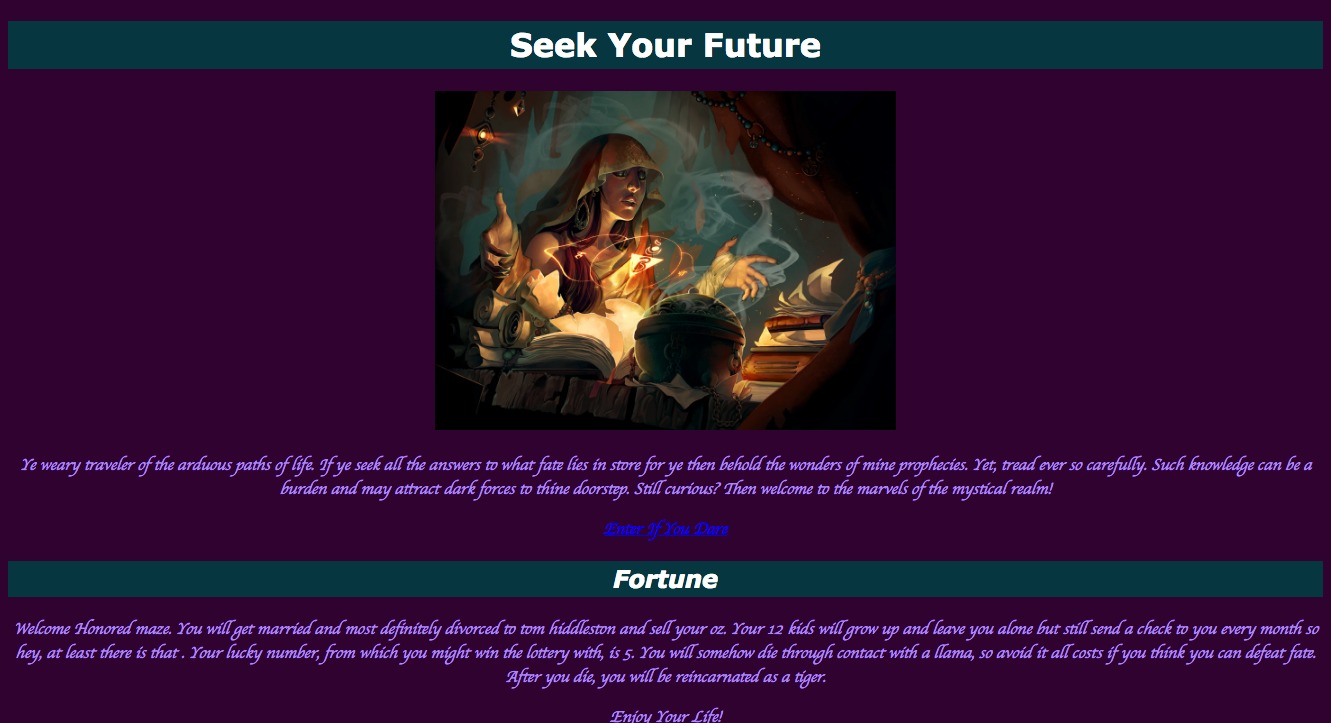 Seek Your Future
Ye weary traveler of the arduous paths of life. If ye seek all the answers to what fate lies in store for ye then behold the wonders of mine prophecies. Yet, tread ever so carefully. Such knowledge can be a
burden and may attract dark forces to thine doorstep. Still curious? Then welcome to the marvels of the mystical realm!
Enter If You Dare
Fortune
Welcome Honored maze. You will get married and most definitely divorced to tom hiddleston and sell your oz. Your 12 kids will grow up and leave you alone but still send a check to you every month so
hey, at least there is that . Your lucky number, from which you might win the lottery with, is 5. You will somehow die through contact with a llama, so avoid it all costs if you think you can defeat fate.
After you die, you will be reincarnated as a tiger.
Enjoy Your Life!